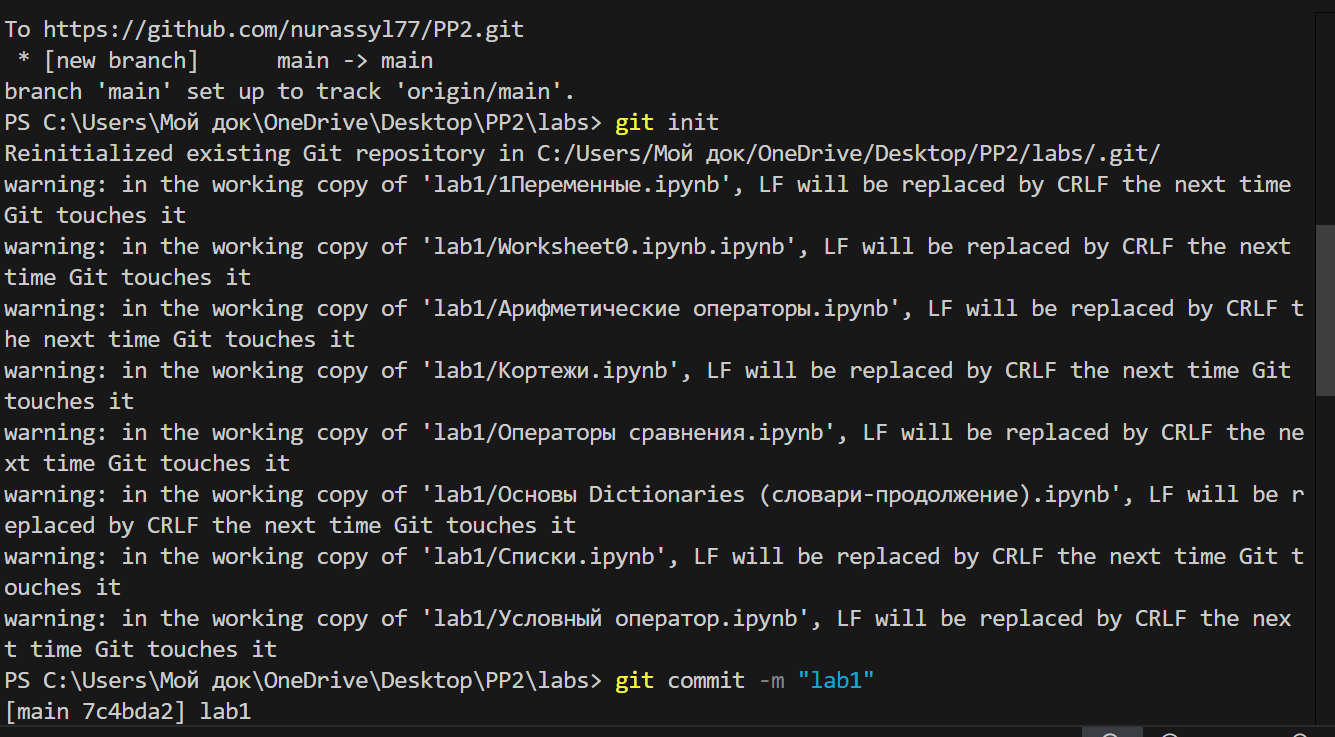 To https://github.com/nurassyl77/PP2.git
 * [new branch]      main -> main
branch 'main' set up to track 'origin/main'.
PS C:\Users\Мой док\OneDrive\Desktop\PP2\labs> git init
Reinitialized existing Git repository in C:/Users/Мой док/OneDrive/Desktop/PP2/labs/.git/
warning: in the working copy of 'lab1/1Переменные.ipynb', LF will be replaced by CRLF the next time
Git touches it
warning: in the working copy of 'lab1/Worksheet0.ipynb.ipynb', LF will be replaced by CRLF the next
time Git touches it
warning: in the working copy of 'lab1/Арифметические операторы.ipynb', LF will be replaced by CRLF t
he next time Git touches it
warning: in the working copy of 'lab1/Кортежи.ipynb', LF will be replaced by CRLF the next time Git
touches it
warning: in the working copy of 'lab1/Операторы сравнения.ipynb', LF will be replaced by CRLF the ne
xt time Git touches it
warning: in the working copy of 'lab1/Основы Dictionaries (словари-продолжение).ipynb', LF will be r
eplaced by CRLF the next time Git touches it
warning: in the working copy of 'lab1/Списки.ipynb', LF will be replaced by CRLF the next time Git t
ouches it
warning: in the working copy of 'lab1/Условный оператор.ipynb', LF will be replaced by CRLF the nex
t time Git touches it
PS C:\Users\Мой док\OneDrive\Desktop\PP2\labs> git commit -m "lab1"
[main 7c4bda2] lab1